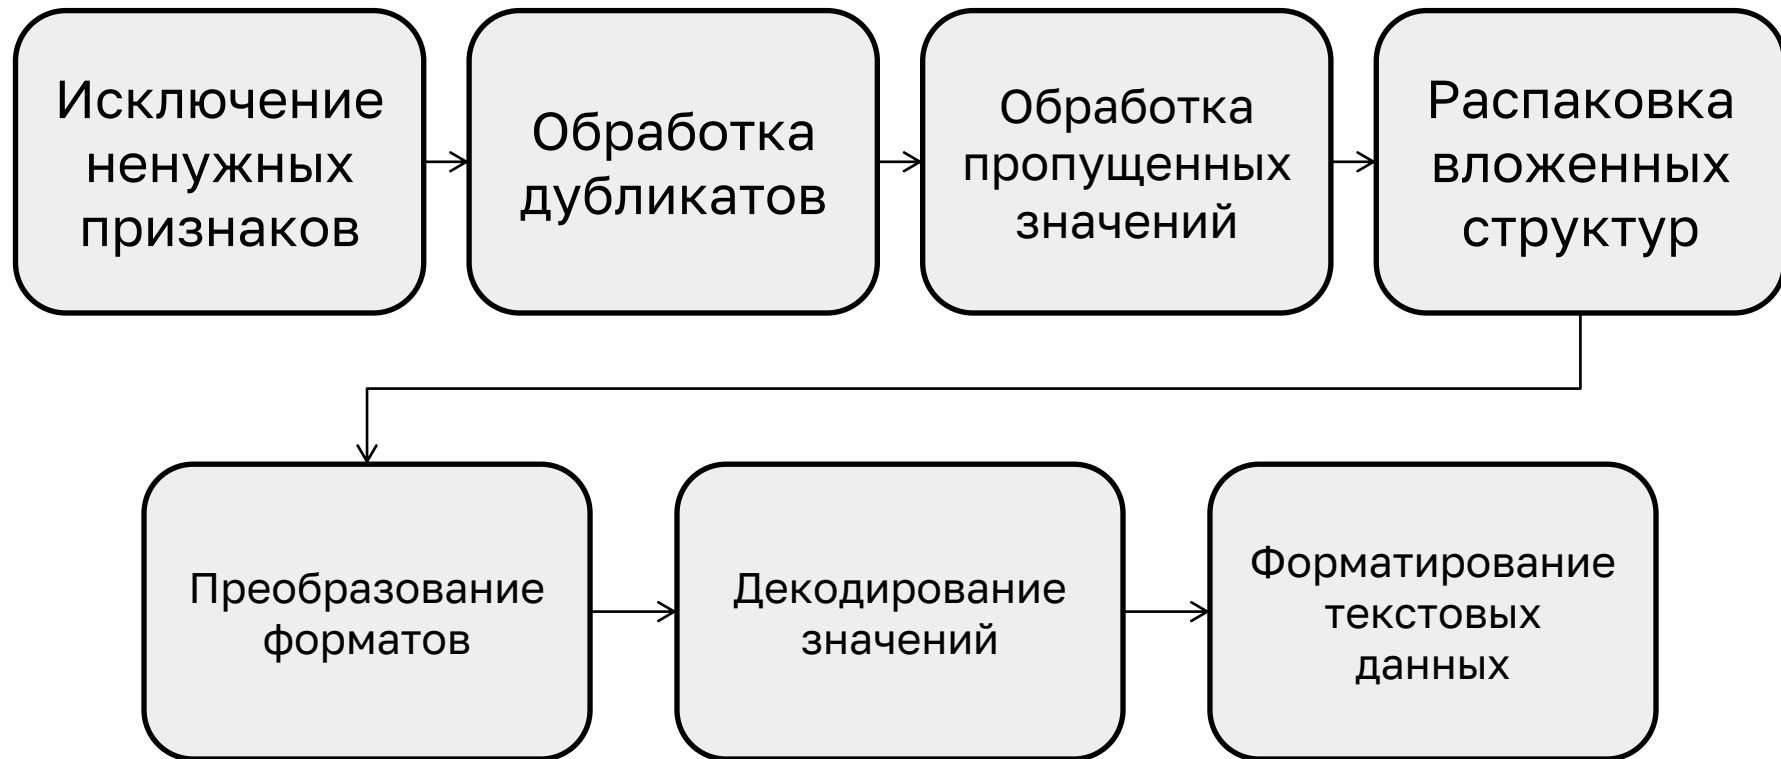 Исключение
ненужных
признаков
Обработка
дубликатов
Обработка
пропущенных
значений
Распаковка
вложенных
структур
Преобразование
форматов
Декодирование
значений
Форматирование
текстовых
данных